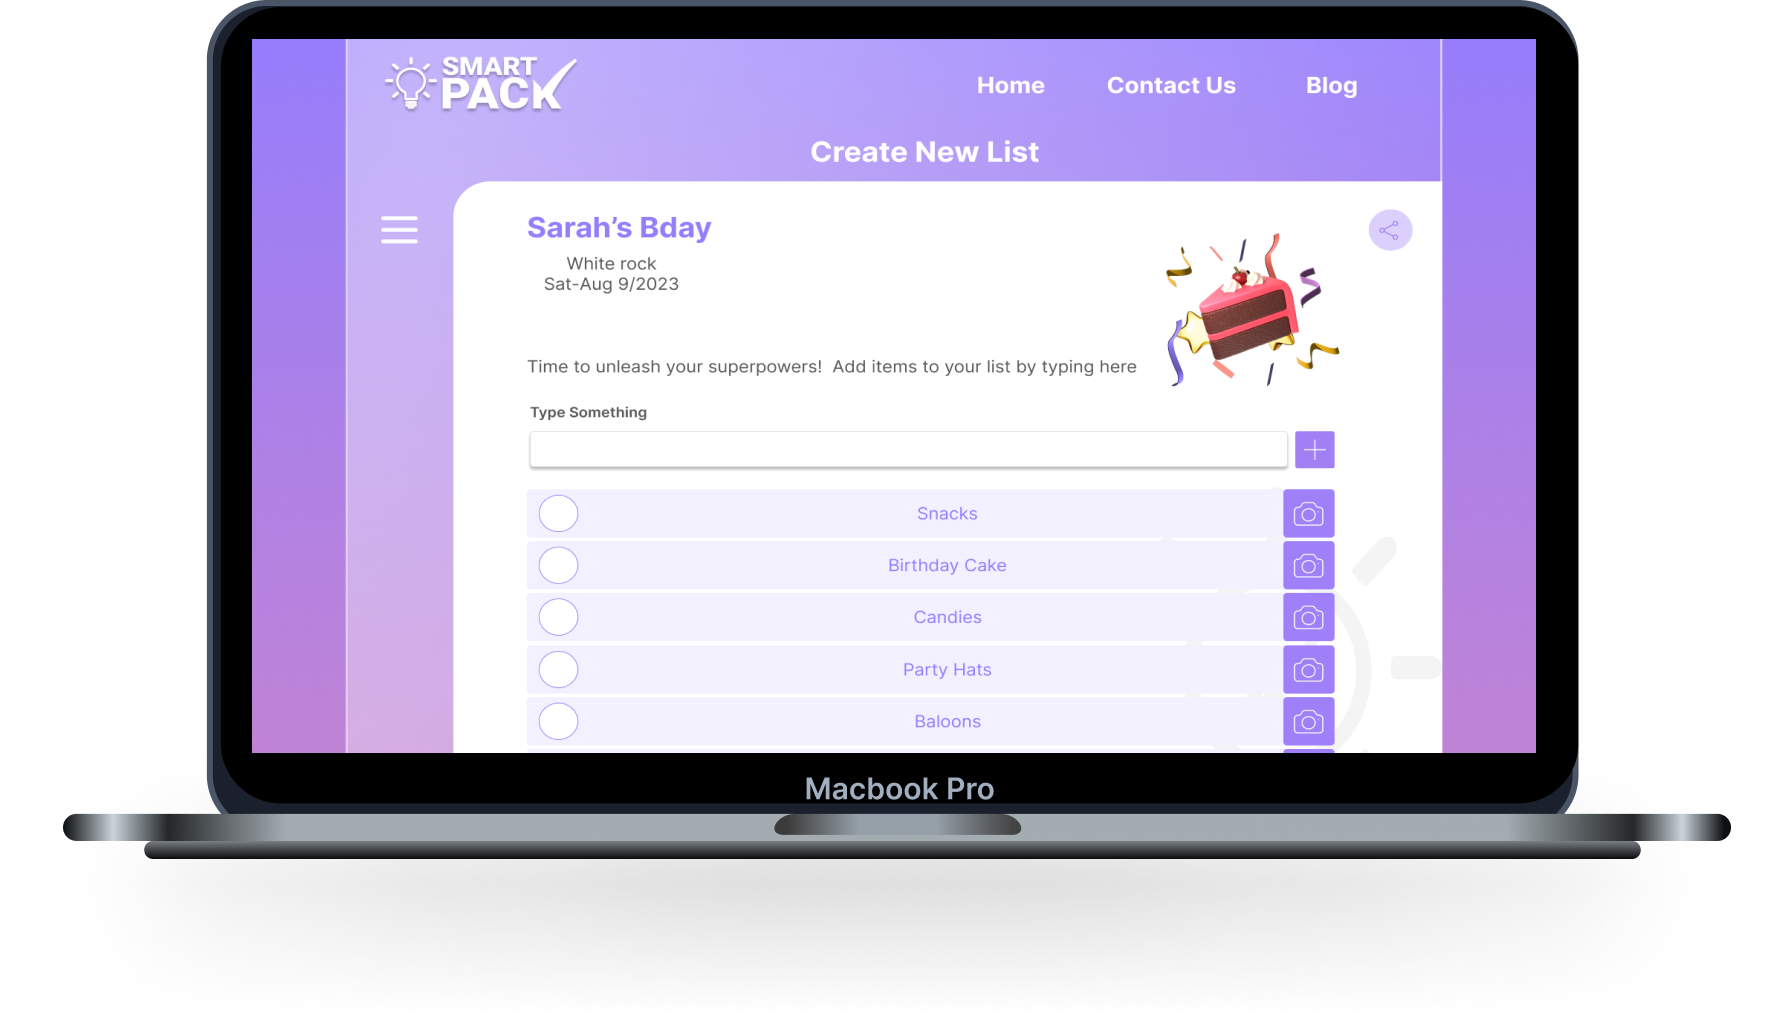 SMART
PACK
Home
Contact Us
Blog
Create New List
Sarah’s Bday
White rock
Sat-Aug 9/2023
Time to unleash your superpowers!  Add items to your list by typing here
Type Something
Snacks
Birthday Cake
Candies
Party Hats
Baloons
Macbook Pro